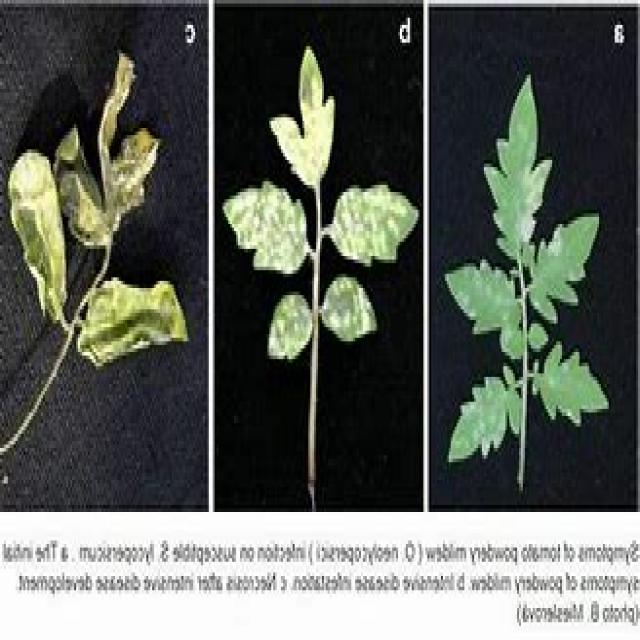 a b c
Symptoms of tomato powdery mildew ( O. neolycopersici ) infection on susceptible S. lycopersicum . a The initial
symptoms of powdery mildew. b Intensive disease infestation. c Necrosis after intensive disease development.
(photo B. Mieslerová)